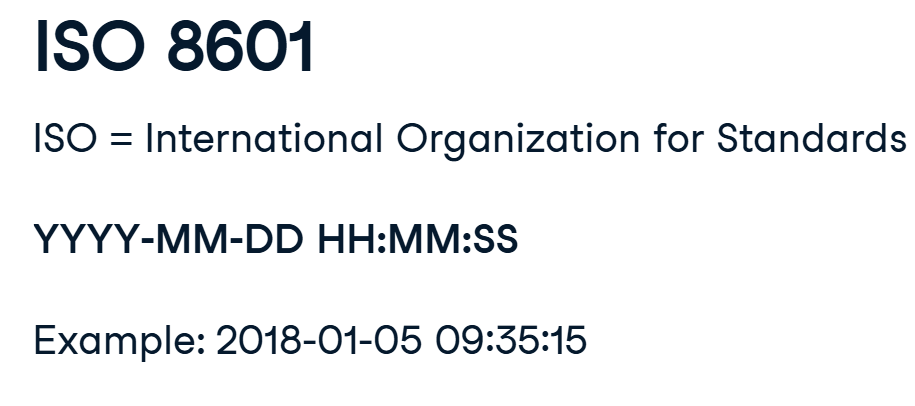 ISO 8601
ISO = International Organization for Standards
YYYY-MM-DD HH:MM:SS
Example: 2018-01-05 09:35:15